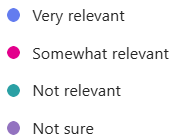 Very relevant
Somewhat relevant
Not relevant
Not sure